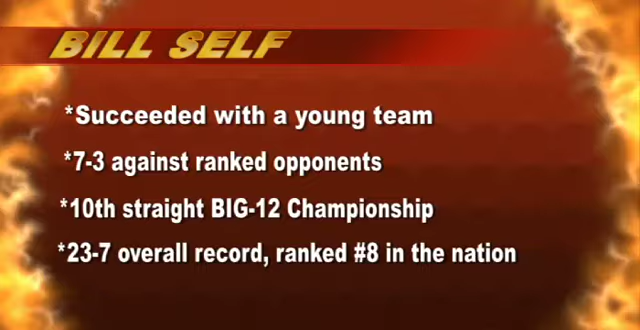 BILL SELF
*Succeeded with a young team
*7-3 against ranked opponents
*10th straight BIG-12 Championship
*23-7 overall record, ranked #8 in the nation